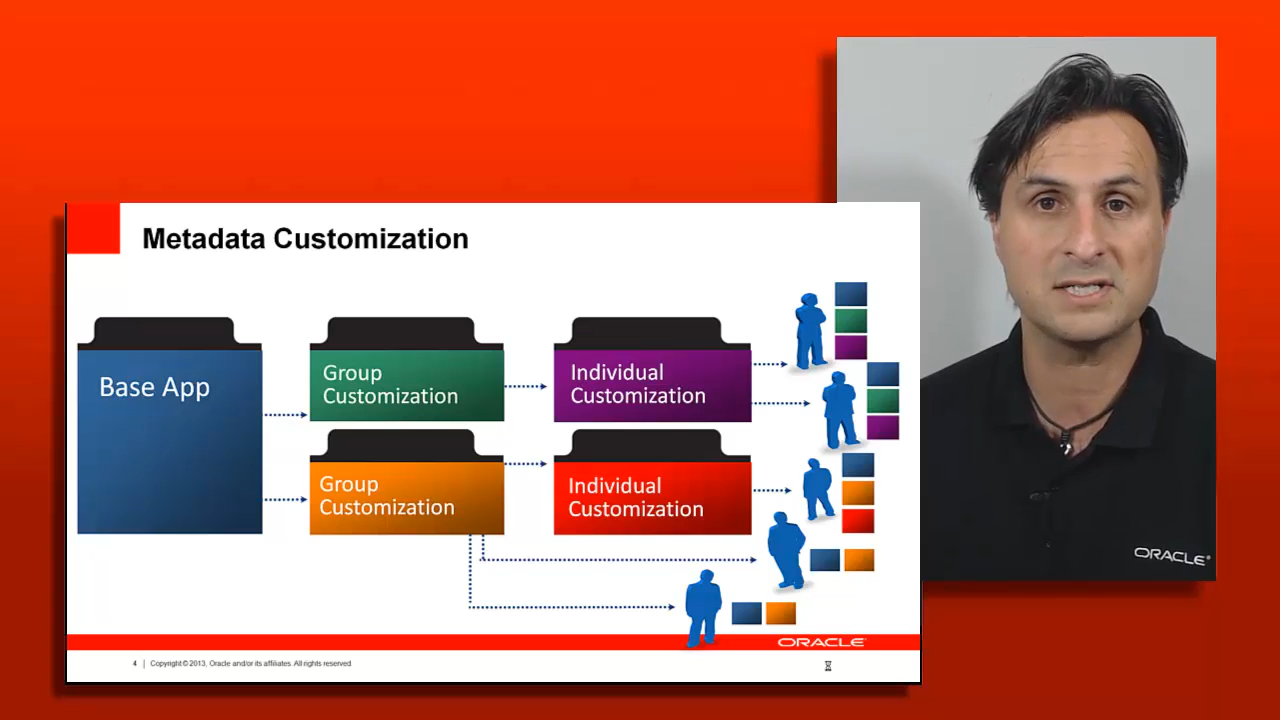 Metadata Customization
Base App
Group
Customization
Individual
Customization
Group
Customization
Individual
Customization
ORACLE
4 | Copyright © 2013, Oracle and/or its affiliates. All rights reserved
ORACLE®